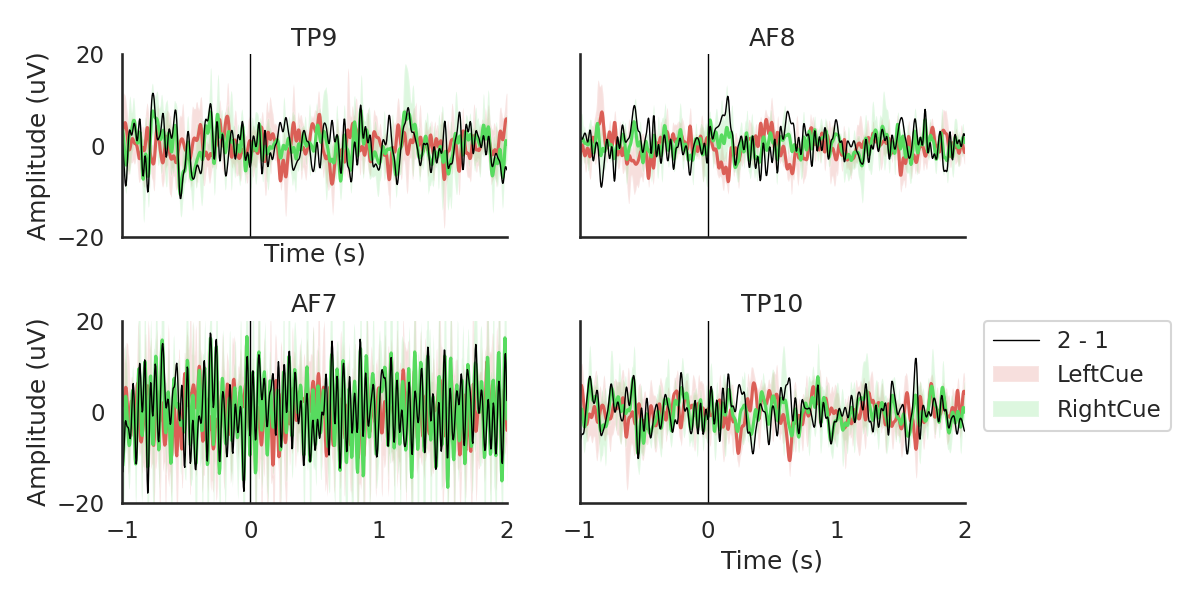 TP9
AF8
Amplitude (uV)
20
0
−20
Time (s)
AF7
TP10
Amplitude (uV)
20
0
−20
−1 0 1 2
−1 0 1 2
Time (s)
2 - 1
LeftCue
RightCue